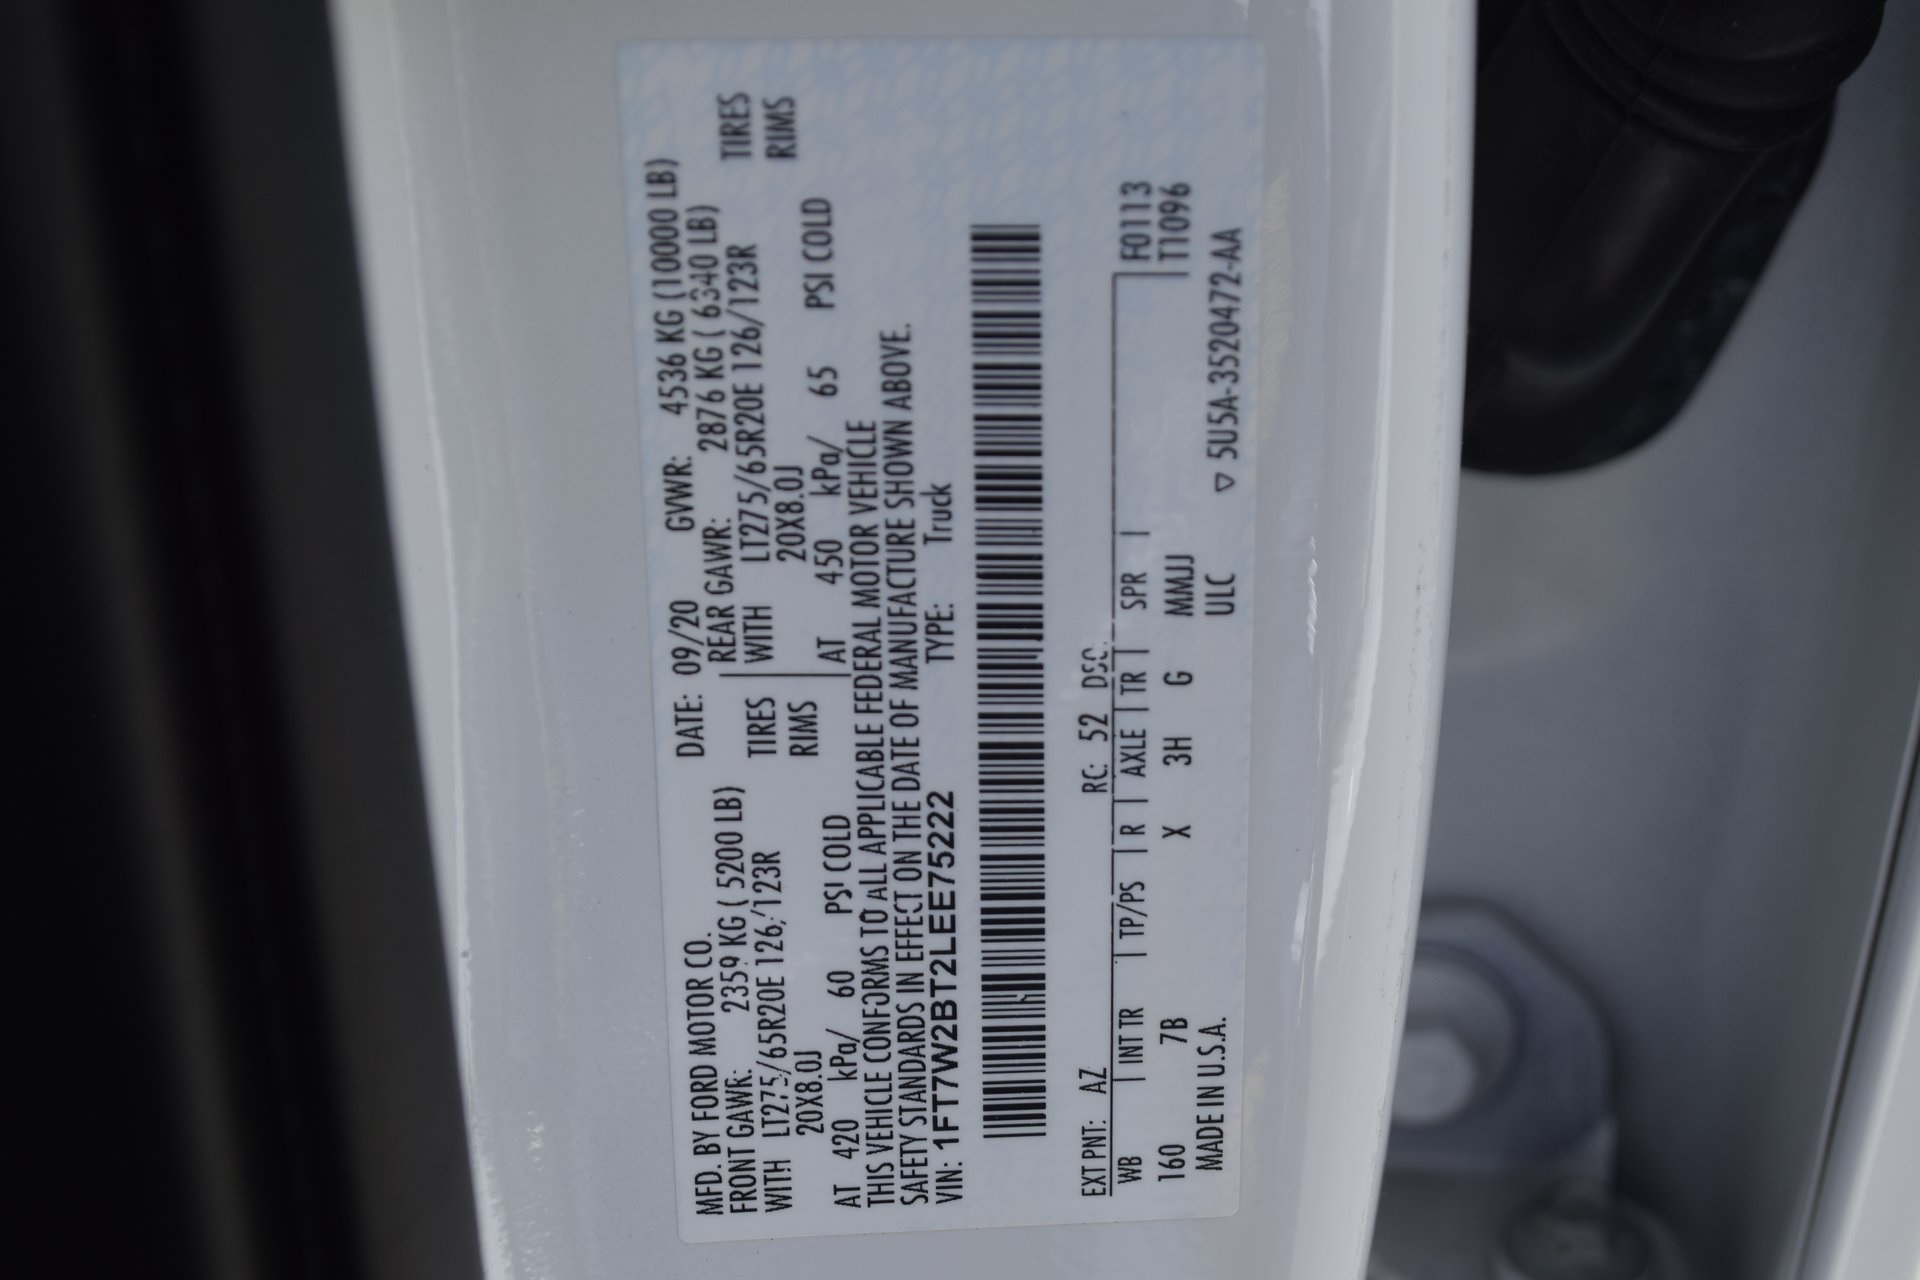 MFD. BY FORD MOTOR CO.
DATE: 09/20 GVWR: 4536 KG (10000 LB)
FRONT GAWR: 2359 KG ( 5200 LB)
REAR GAWR: 2876 KG ( 6340 LB)
WITH LT275/65R20E 126/123R TIRES
WITH LT275/65R20E 126/123R TIRES
20X8.0J RIMS
20X8.0J RIMS
AT 420 kPa/ 60 PSI COLD
AT 450 kPa/ 65 PSI COLD
THIS VEHICLE CONFORMS TO ALL APPLICABLE FEDERAL MOTOR VEHICLE
SAFETY STANDARDS IN EFFECT ON THE DATE OF MANUFACTURE SHOWN ABOVE.
VIN: 1FT7W2BT2LEE75222 TYPE: Truck
EXT PNT: AZ RC: 52 DSO:
WB | INT TR | TP/PS | R | AXLE | TR | SPR | F0113
160 7B X 3H G MMJJ T1096
MADE IN U.S.A. ULC ▽ 5U5A-3520472-AA